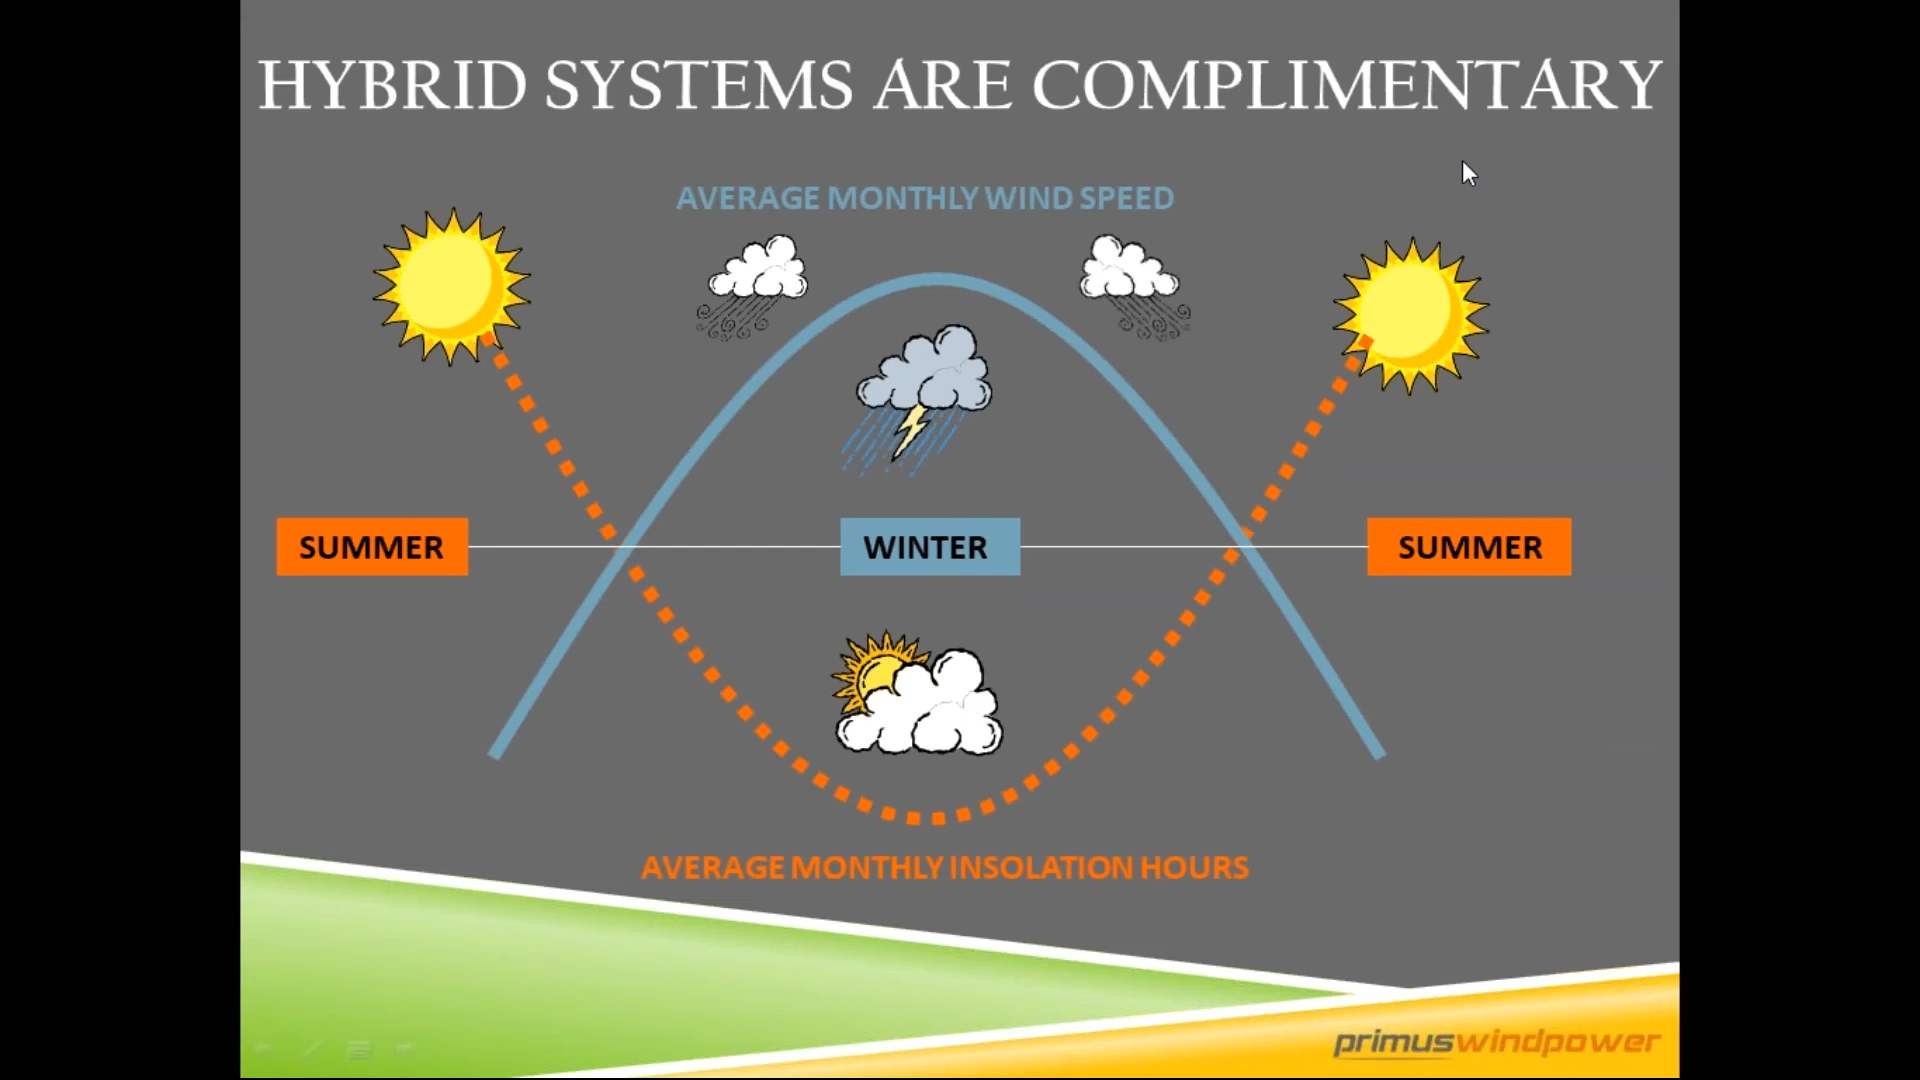 HYBRID SYSTEMS ARE COMPLIMENTARY
AVERAGE MONTHLY WIND SPEED
SUMMER
WINTER
SUMMER
AVERAGE MONTHLY INSOLATION HOURS
primuswindpower